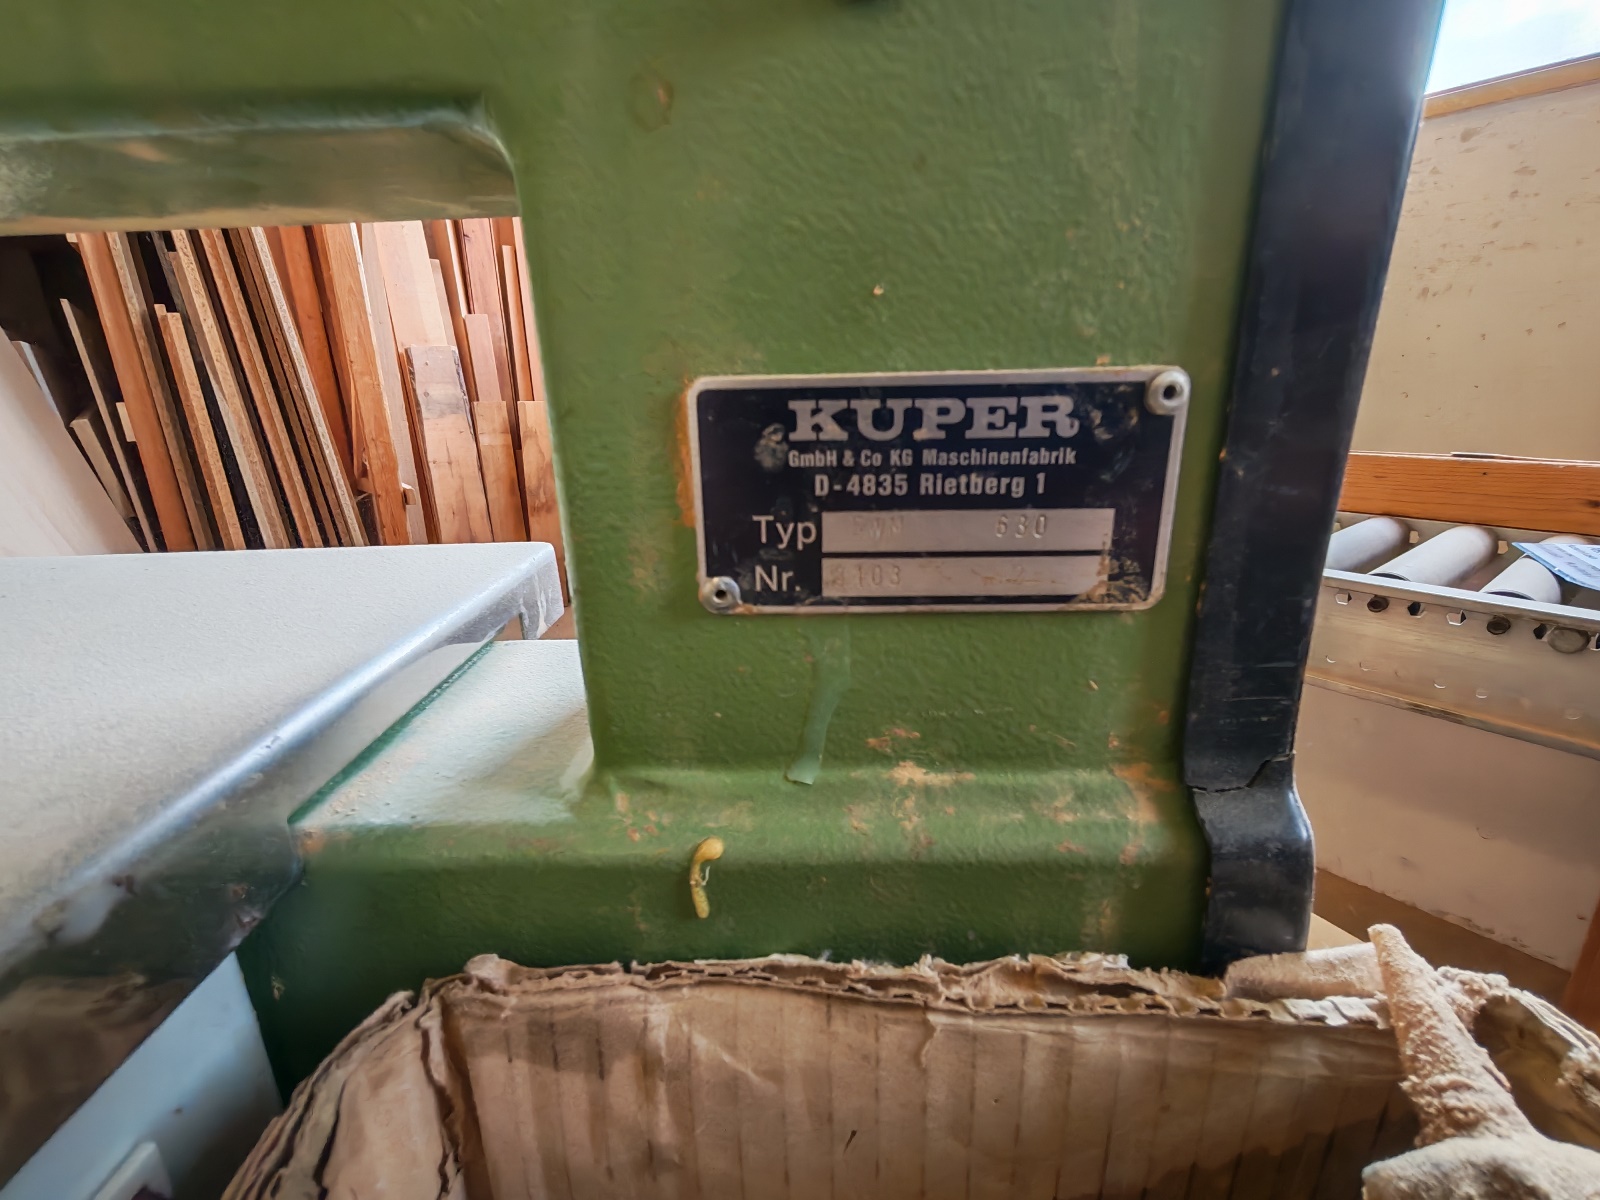 KUPER
GmbH & Co KG Maschinenfabrik
D-4835 Rietberg 1
Typ 630
Nr.